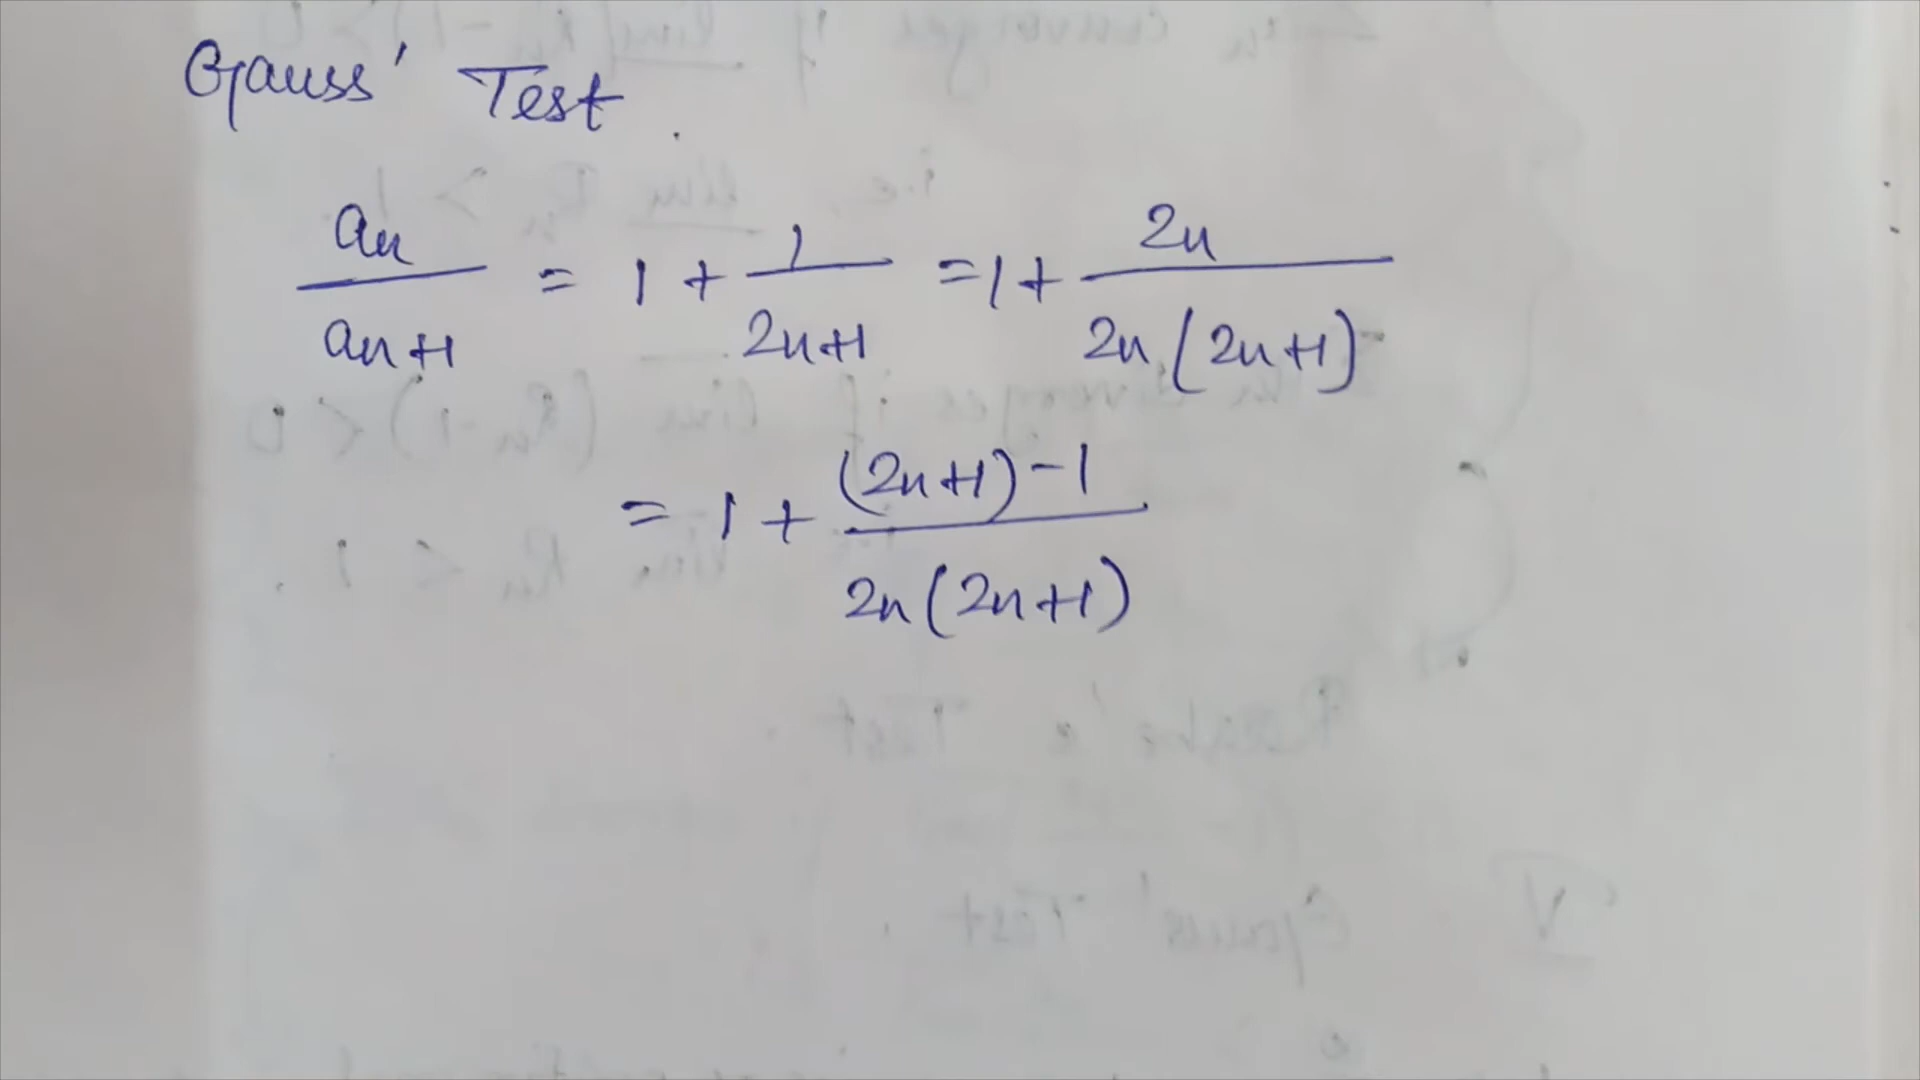 Gauss' Test.
an / an+1 = 1 + 1 / 2n+1 = 1 + 2n / 2n(2n+1)
= 1 + (2n+1)-1 / 2n(2n+1)